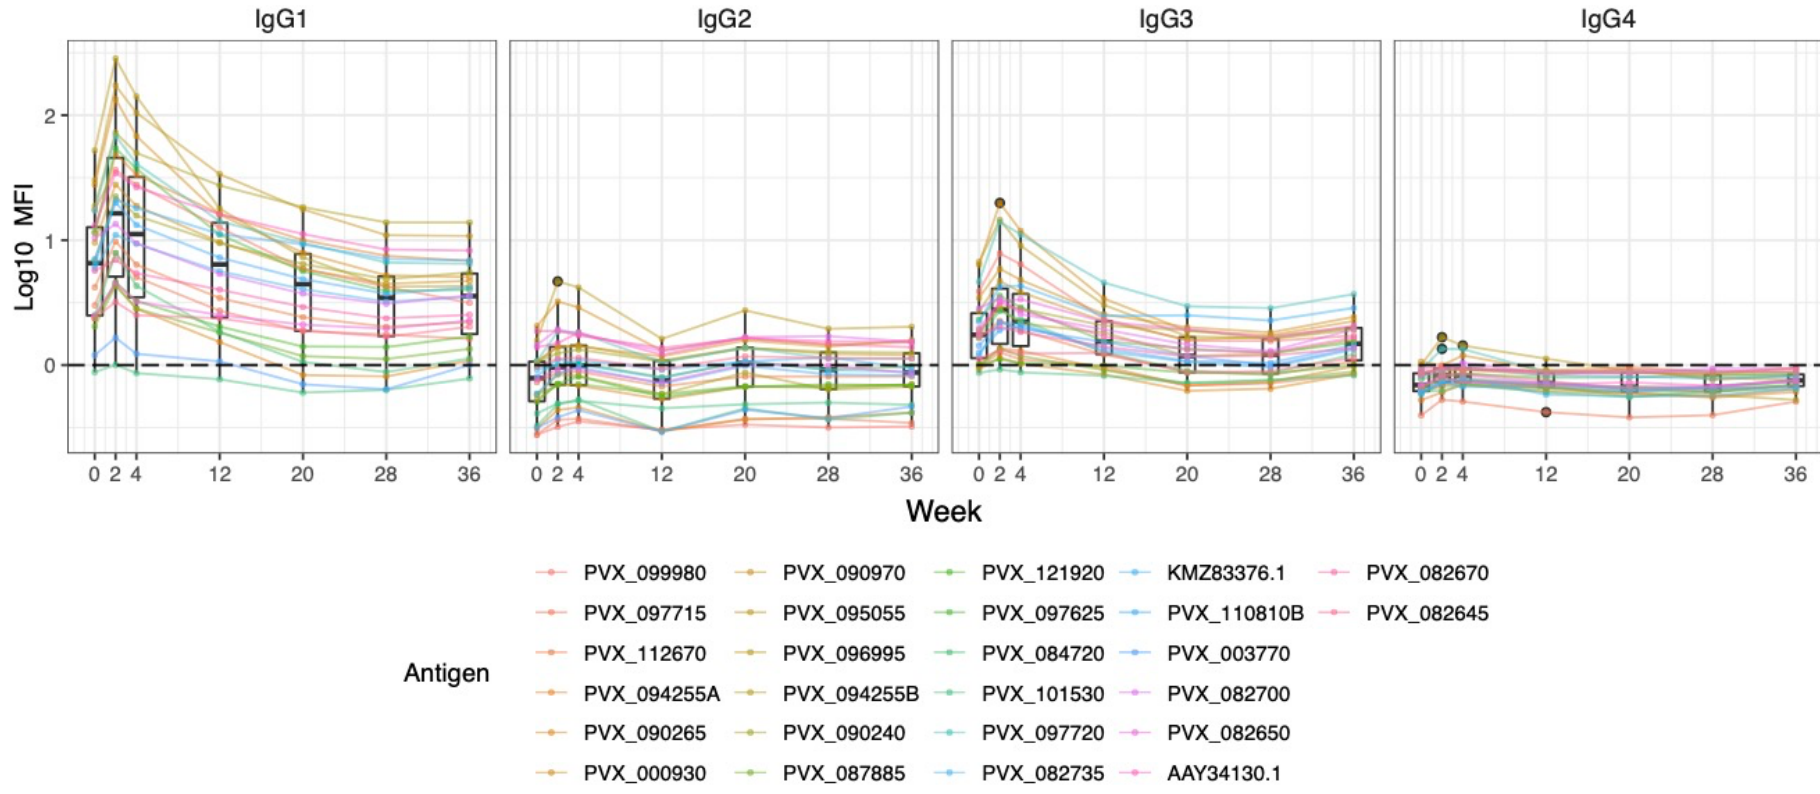 IgG1 IgG2 IgG3 IgG4
Log10 MFI
2
1
0
0 2 4 12 20 28 36 0 2 4 12 20 28 36 0 2 4 12 20 28 36 0 2 4 12 20 28 36
Week
Antigen
PVX_099980 PVX_090970 PVX_121920 KMZ83376.1 PVX_082670
PVX_097715 PVX_095055 PVX_097625 PVX_110810B PVX_082645
PVX_112670 PVX_096995 PVX_084720 PVX_003770
PVX_094255A PVX_094255B PVX_101530 PVX_082700
PVX_090265 PVX_090240 PVX_097720 PVX_082650
PVX_000930 PVX_087885 PVX_082735 AAY34130.1